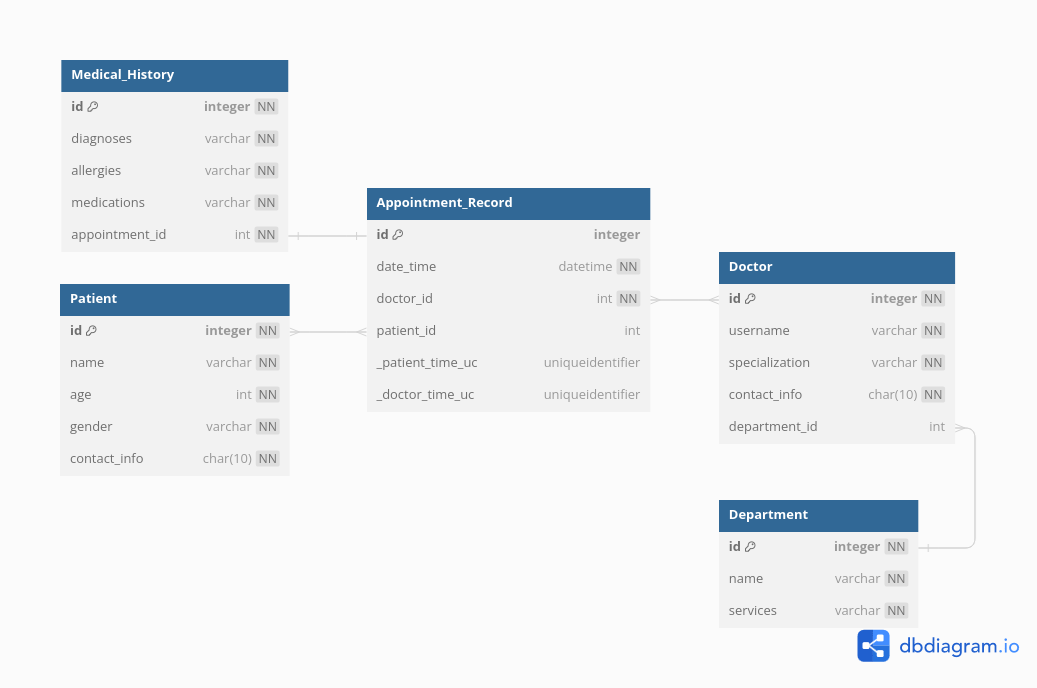 Medical_History
id integer NN
diagnoses varchar NN
allergies varchar NN
medications varchar NN
appointment_id int NN
Patient
id integer NN
name varchar NN
age int NN
gender varchar NN
contact_info char(10) NN
Appointment_Record
id integer
date_time datetime NN
doctor_id int NN
patient_id int
_patient_time_uc uniqueidentifier
_doctor_time_uc uniqueidentifier
Doctor
id integer NN
username varchar NN
specialization varchar NN
contact_info char(10) NN
department_id int
Department
id integer NN
name varchar NN
services varchar NN
dbdiagram.io